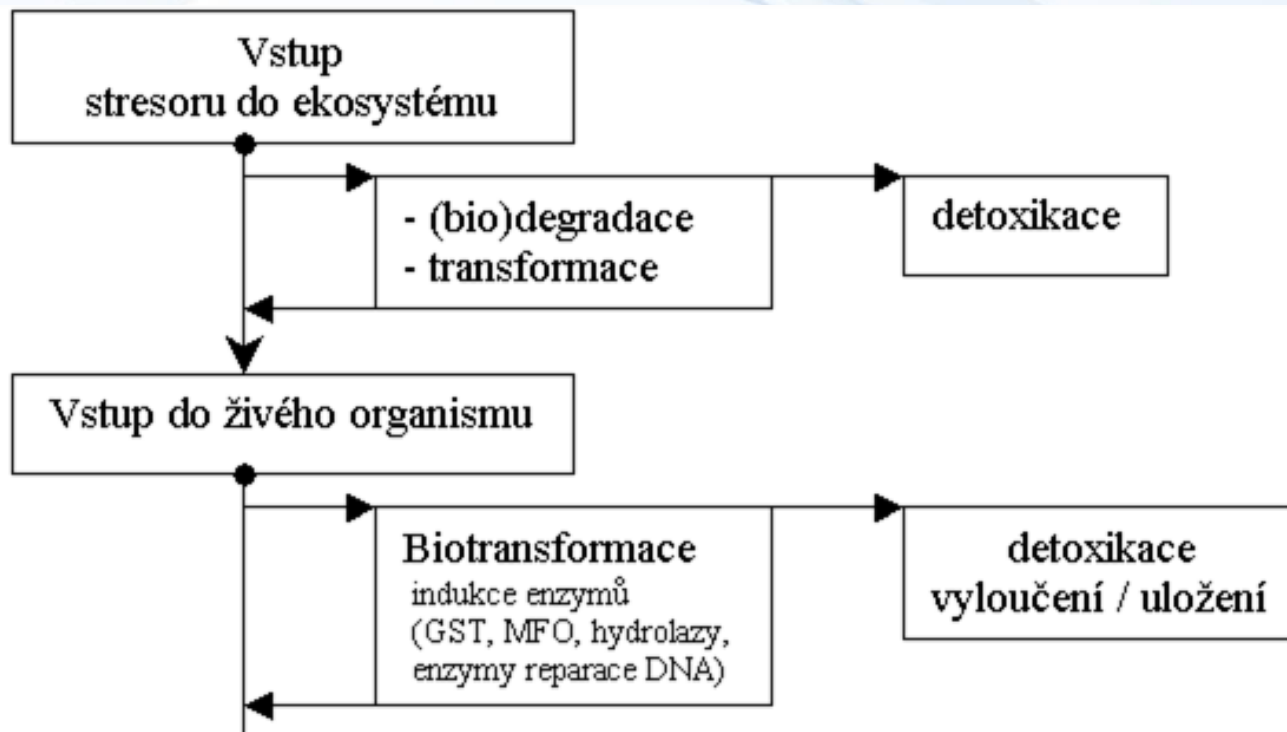 Vstup
stresoru do ekosystému
- (bio)degradace
- transformace
detoxikace
Vstup do živého organismu
Biotransformace
indukce enzymů
(GST, MFO, hydrolazy,
enzymy reparace DNA)
detoxikace
vyloučení / uložení